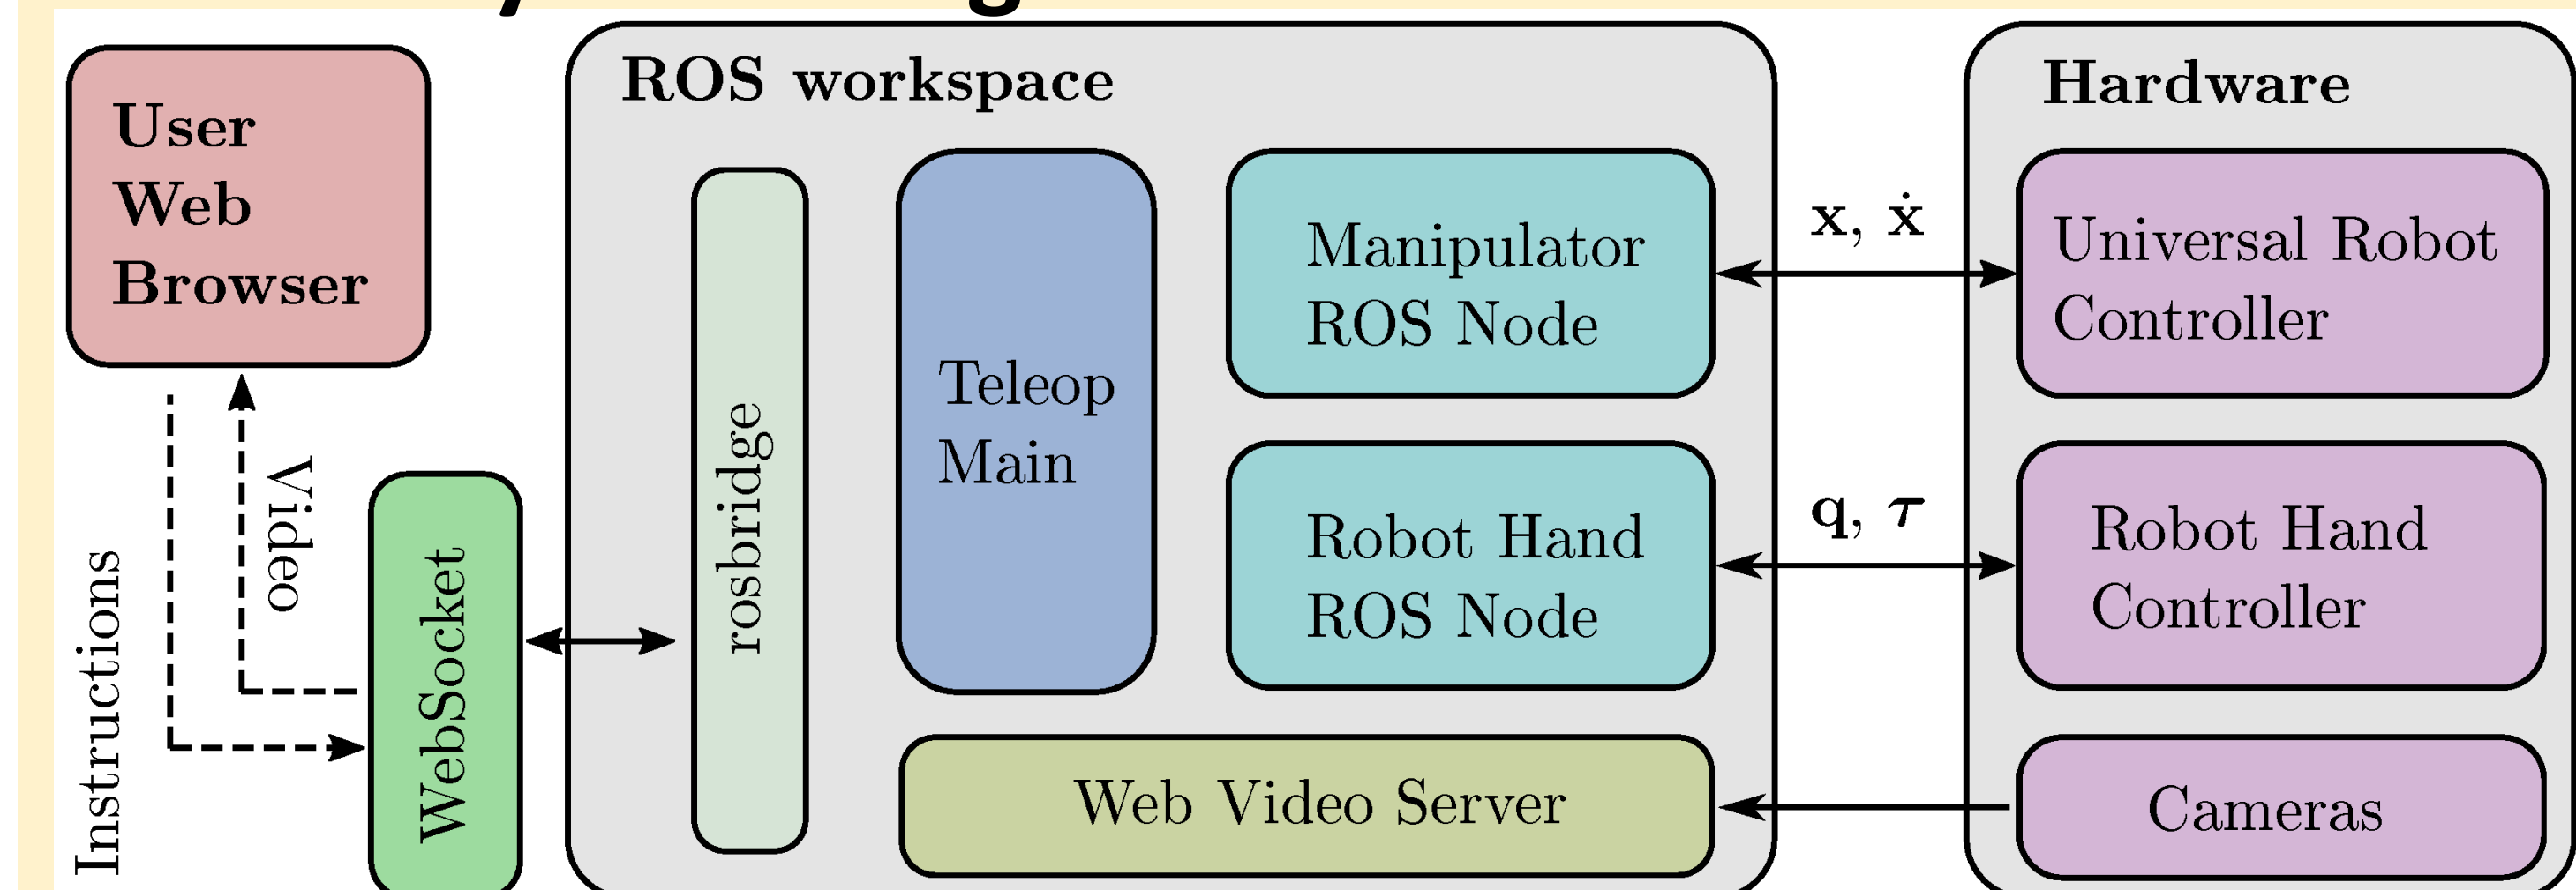 User
Web
Browser
Instructions
Video
WebSocket
ROS workspace
rosbridge
Teleop
Main
Manipulator
ROS Node
Robot Hand
ROS Node
Web Video Server
x, ẋ
q, τ
Hardware
Universal Robot
Controller
Robot Hand
Controller
Cameras